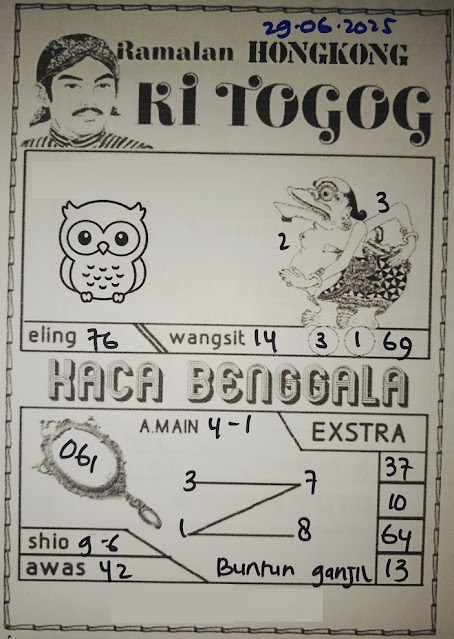 29.06.2025
Ramalan HONGKONG
KI TOGOG
3
2
eling 76 wangsit 14 3 1 69
KACA BENGGALA
A.MAIN 4-1 EXSTRA
061
3 7
37
10
1 8
64
shio 9-6
awas 42 Buntun ganjil 13